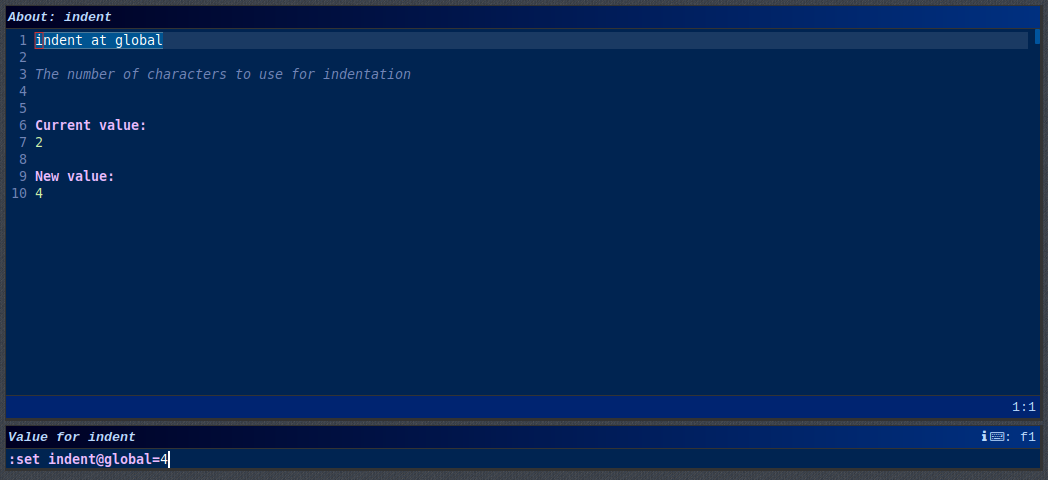 About: indent
1 indent at global
2
3 The number of characters to use for indentation
4
5
6 Current value:
7 2
8
9 New value:
10 4
1:1
Value for indent
ℹ⌨: f1
:set indent@global=4